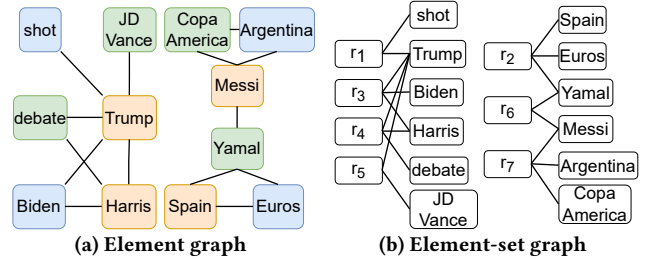 shot
JD
Vance
Copa
America
Argentina
Messi
debate
Trump
Yamal
Biden
Harris
Spain
Euros
(a) Element graph
r1
r3
r4
r5
shot
Trump
Biden
Harris
debate
JD
Vance
r2
r6
r7
Spain
Euros
Yamal
Messi
Argentina
Copa
America
(b) Element-set graph